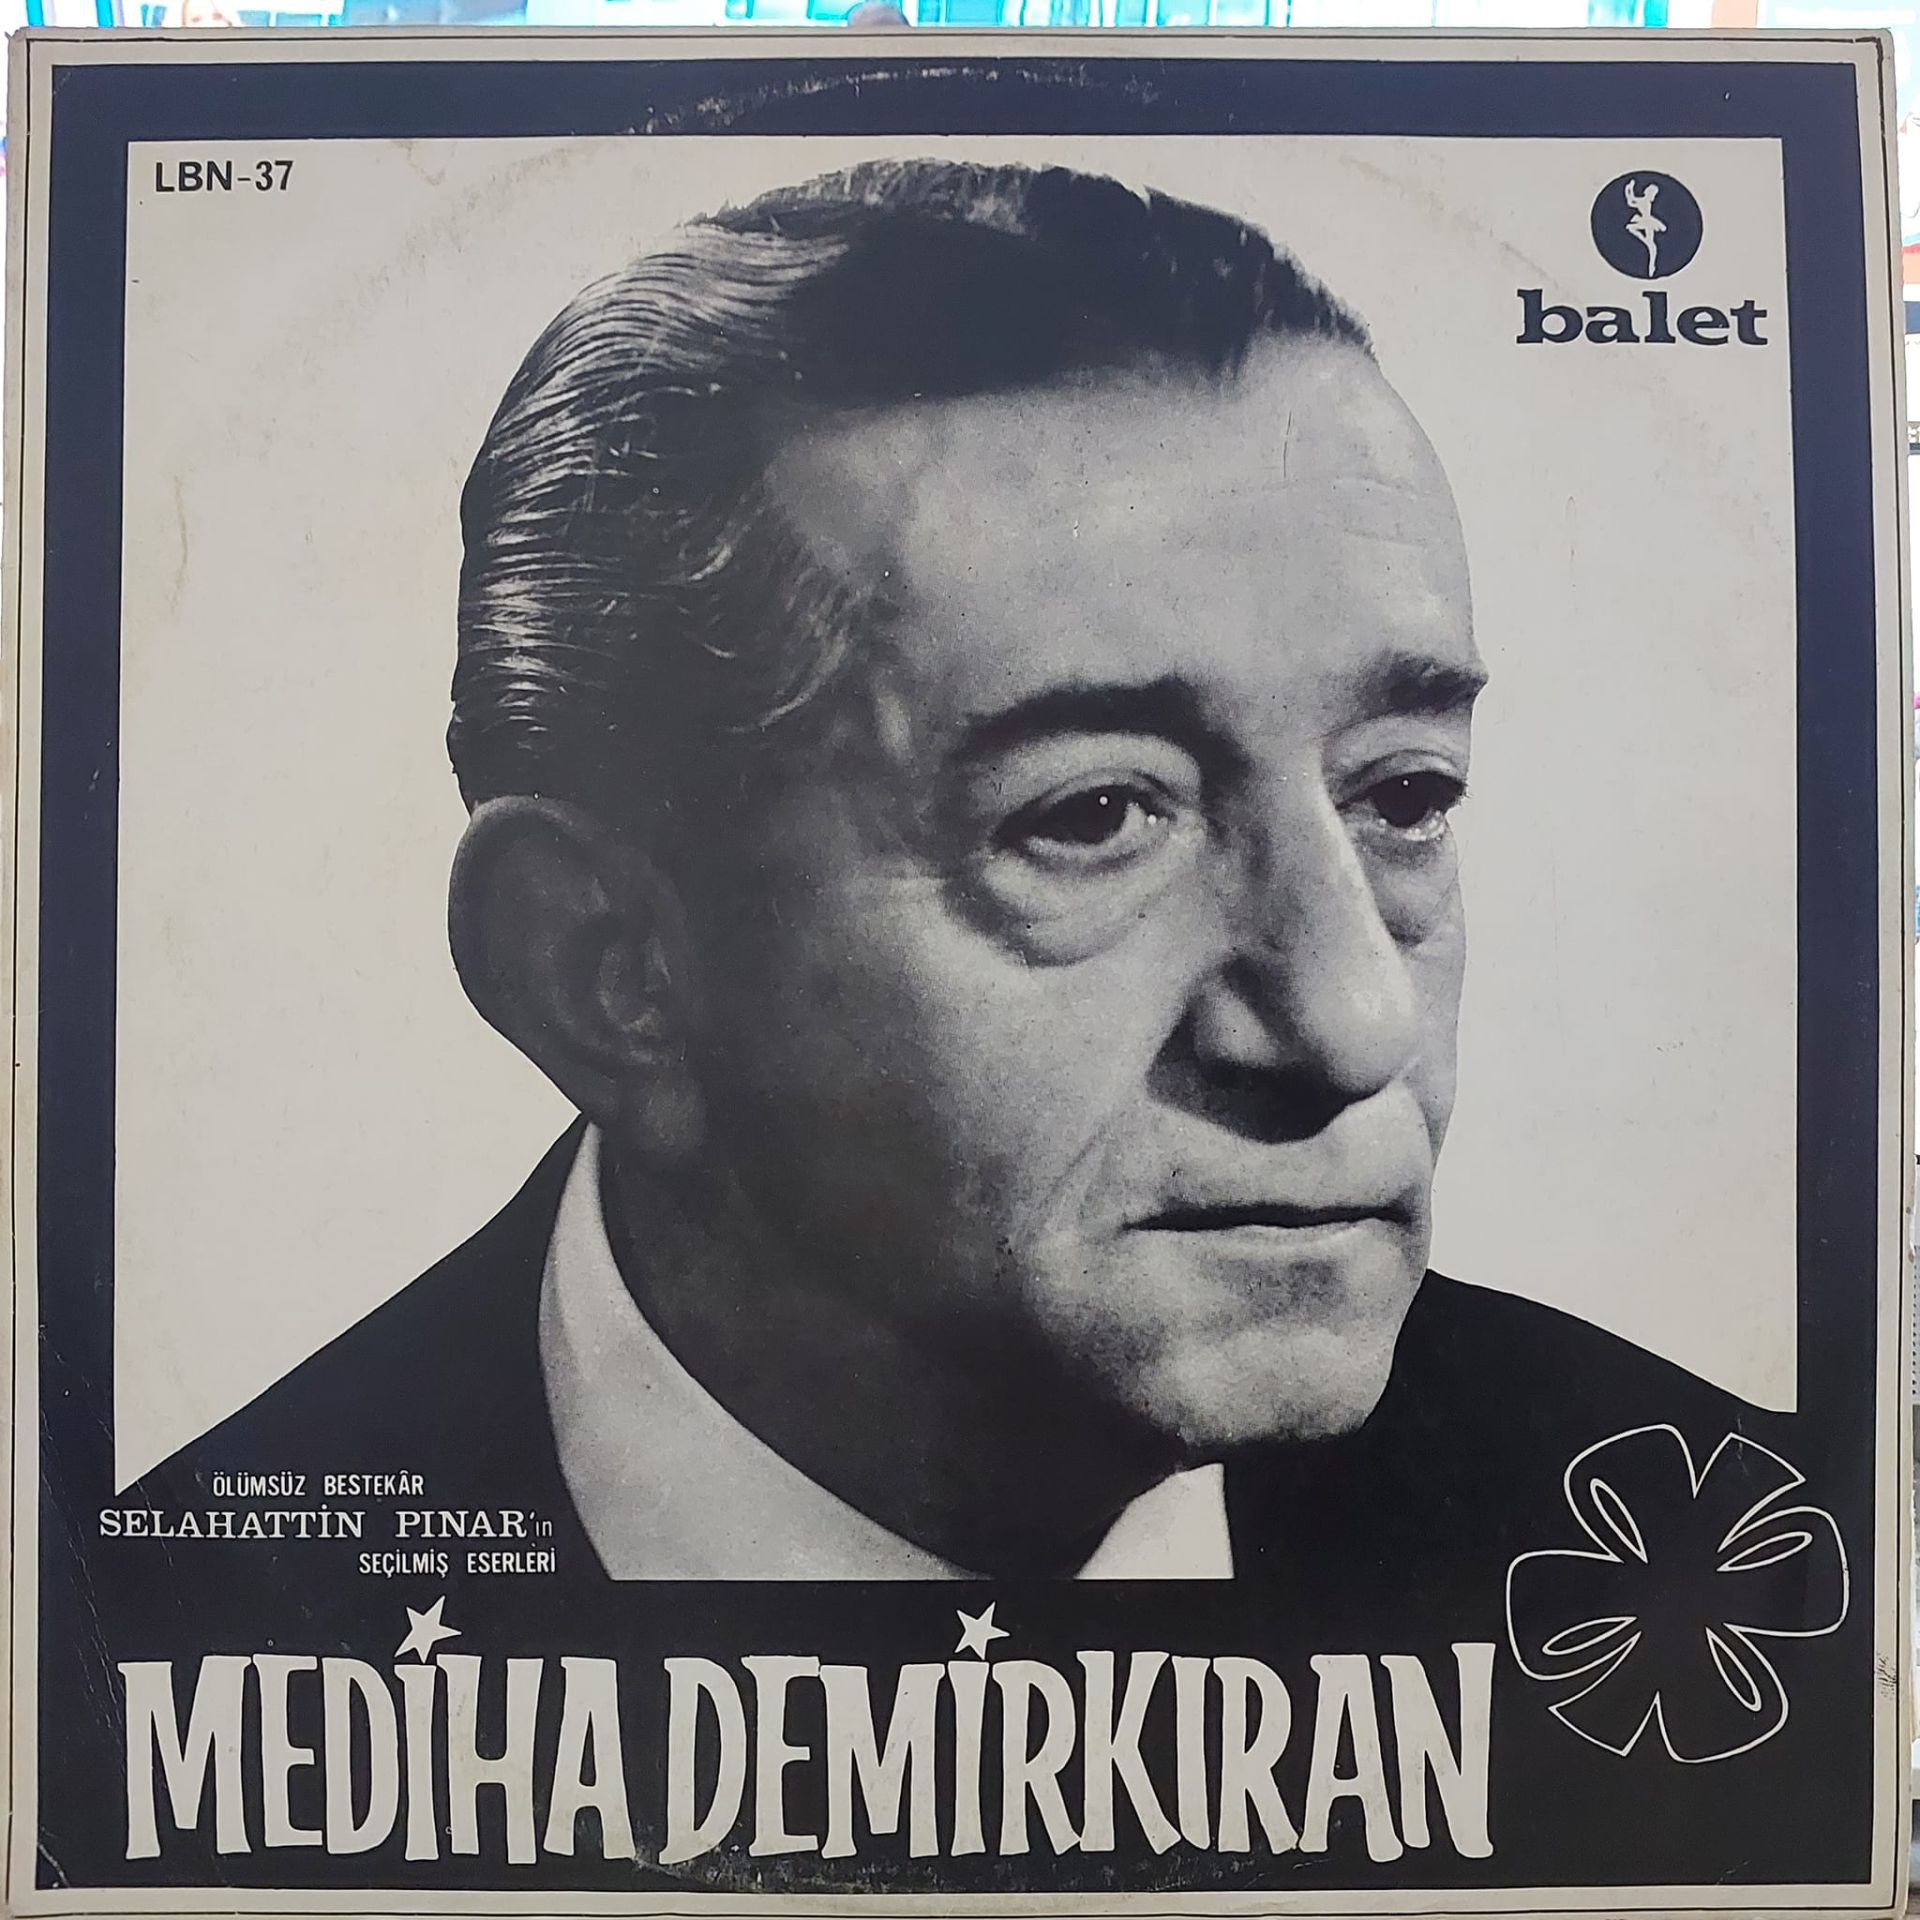 LBN-37
balet
ÖLÜMSÜZ BESTEKÂR
SELAHATTİN PINAR'ın
SEÇİLMİŞ ESERLERİ
MEDİHA DEMİRKIRAN